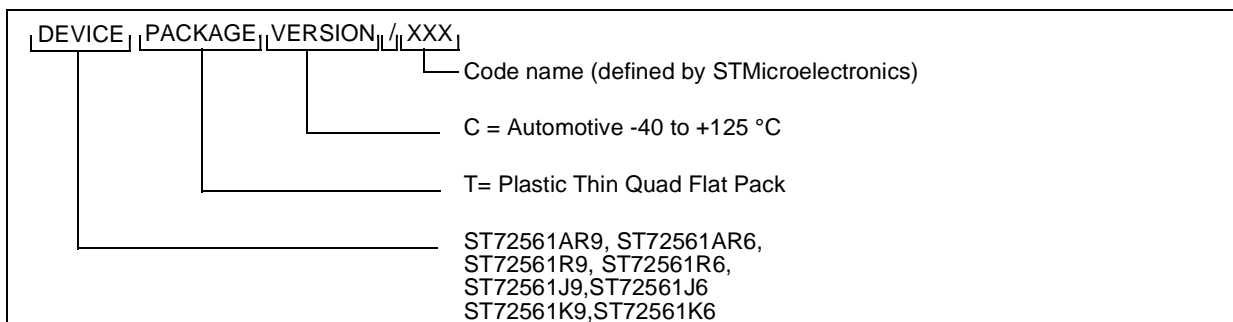 DEVICE PACKAGE VERSION / XXX
Code name (defined by STMicroelectronics)
C = Automotive -40 to +125 °C
T= Plastic Thin Quad Flat Pack
ST72561AR9, ST72561AR6,
ST72561R9, ST72561R6,
ST72561J9,ST72561J6
ST72561K9,ST72561K6